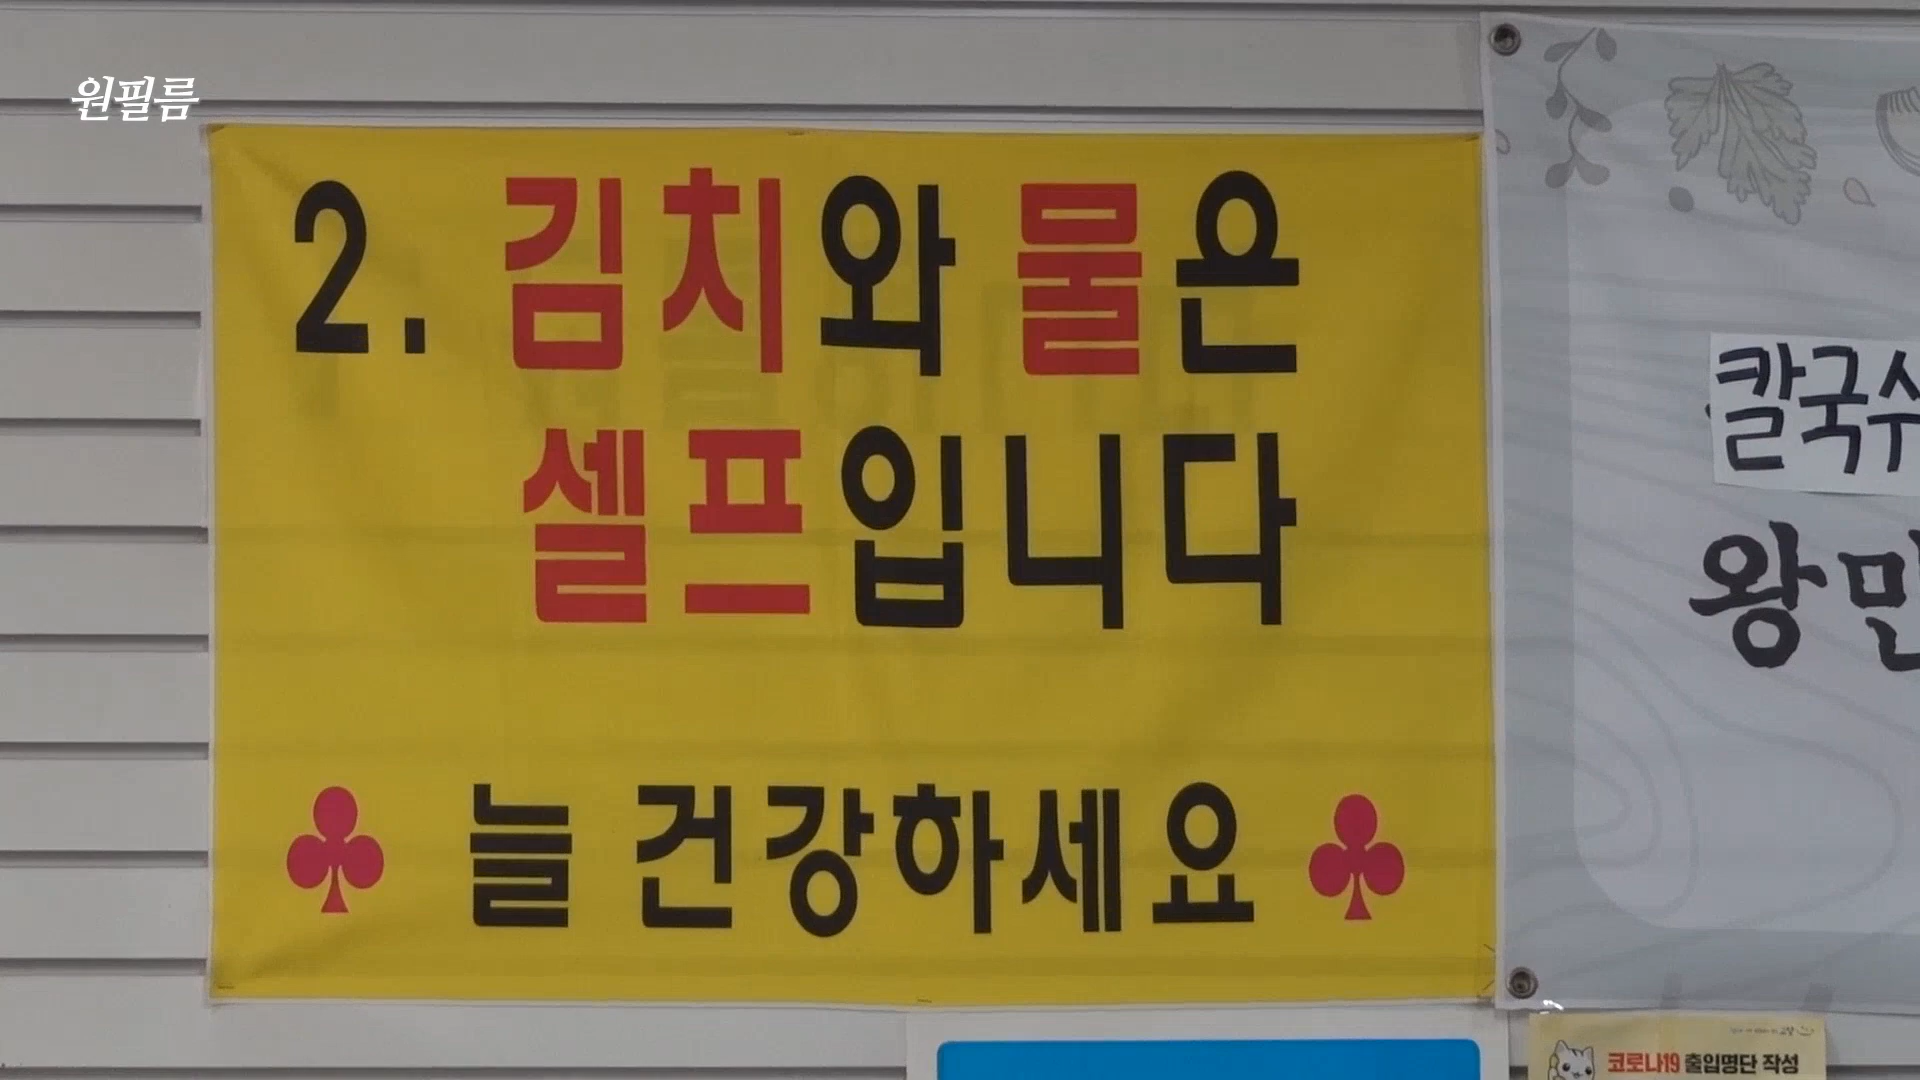 원필름
2. 김치와 물은
셀프입니다
♣ 늘 건강하세요 ♣
칼국수
왕만
코로나19 출입명단 작성